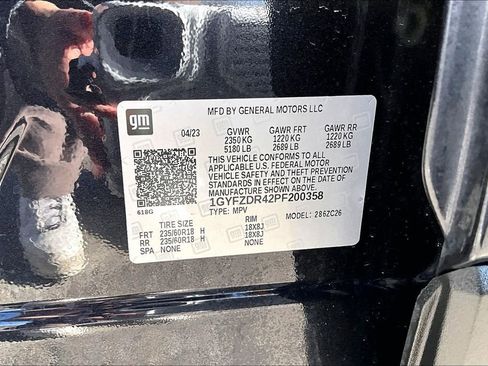 gm
MFD BY GENERAL MOTORS LLC
04/23 GVWR GAWR FRT GAWR RR
2350 KG 1220 KG 1220 KG
5180 LB 2689 LB 2689 LB
THIS VEHICLE CONFORMS TO ALL
APPLICABLE U.S. FEDERAL MOTOR
VEHICLE SAFETY AND THEFT PREVENTION
STANDARDS IN EFFECT ON THE DATE OF
MANUFACTURE SHOWN ABOVE.
1GYFZDR42PF200358
618G TYPE: MPV MODEL: 286ZC26
TIRE SIZE RIM
FRT 235/60R18 H 18X8J
RR 235/60R18 H 18X8J
SPA NONE NONE